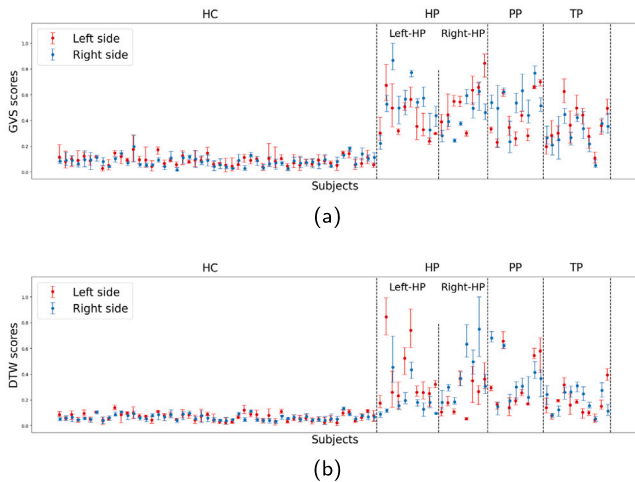 HC HP PP TP
Left-HP Right-HP
Left side
Right side
1.0
0.8
0.6
0.4
0.2
0.0
GVS scores
Subjects
(a)
HC HP PP TP
Left-HP Right-HP
Left side
Right side
1.0
0.8
0.6
0.4
0.2
0.0
DTW scores
Subjects
(b)